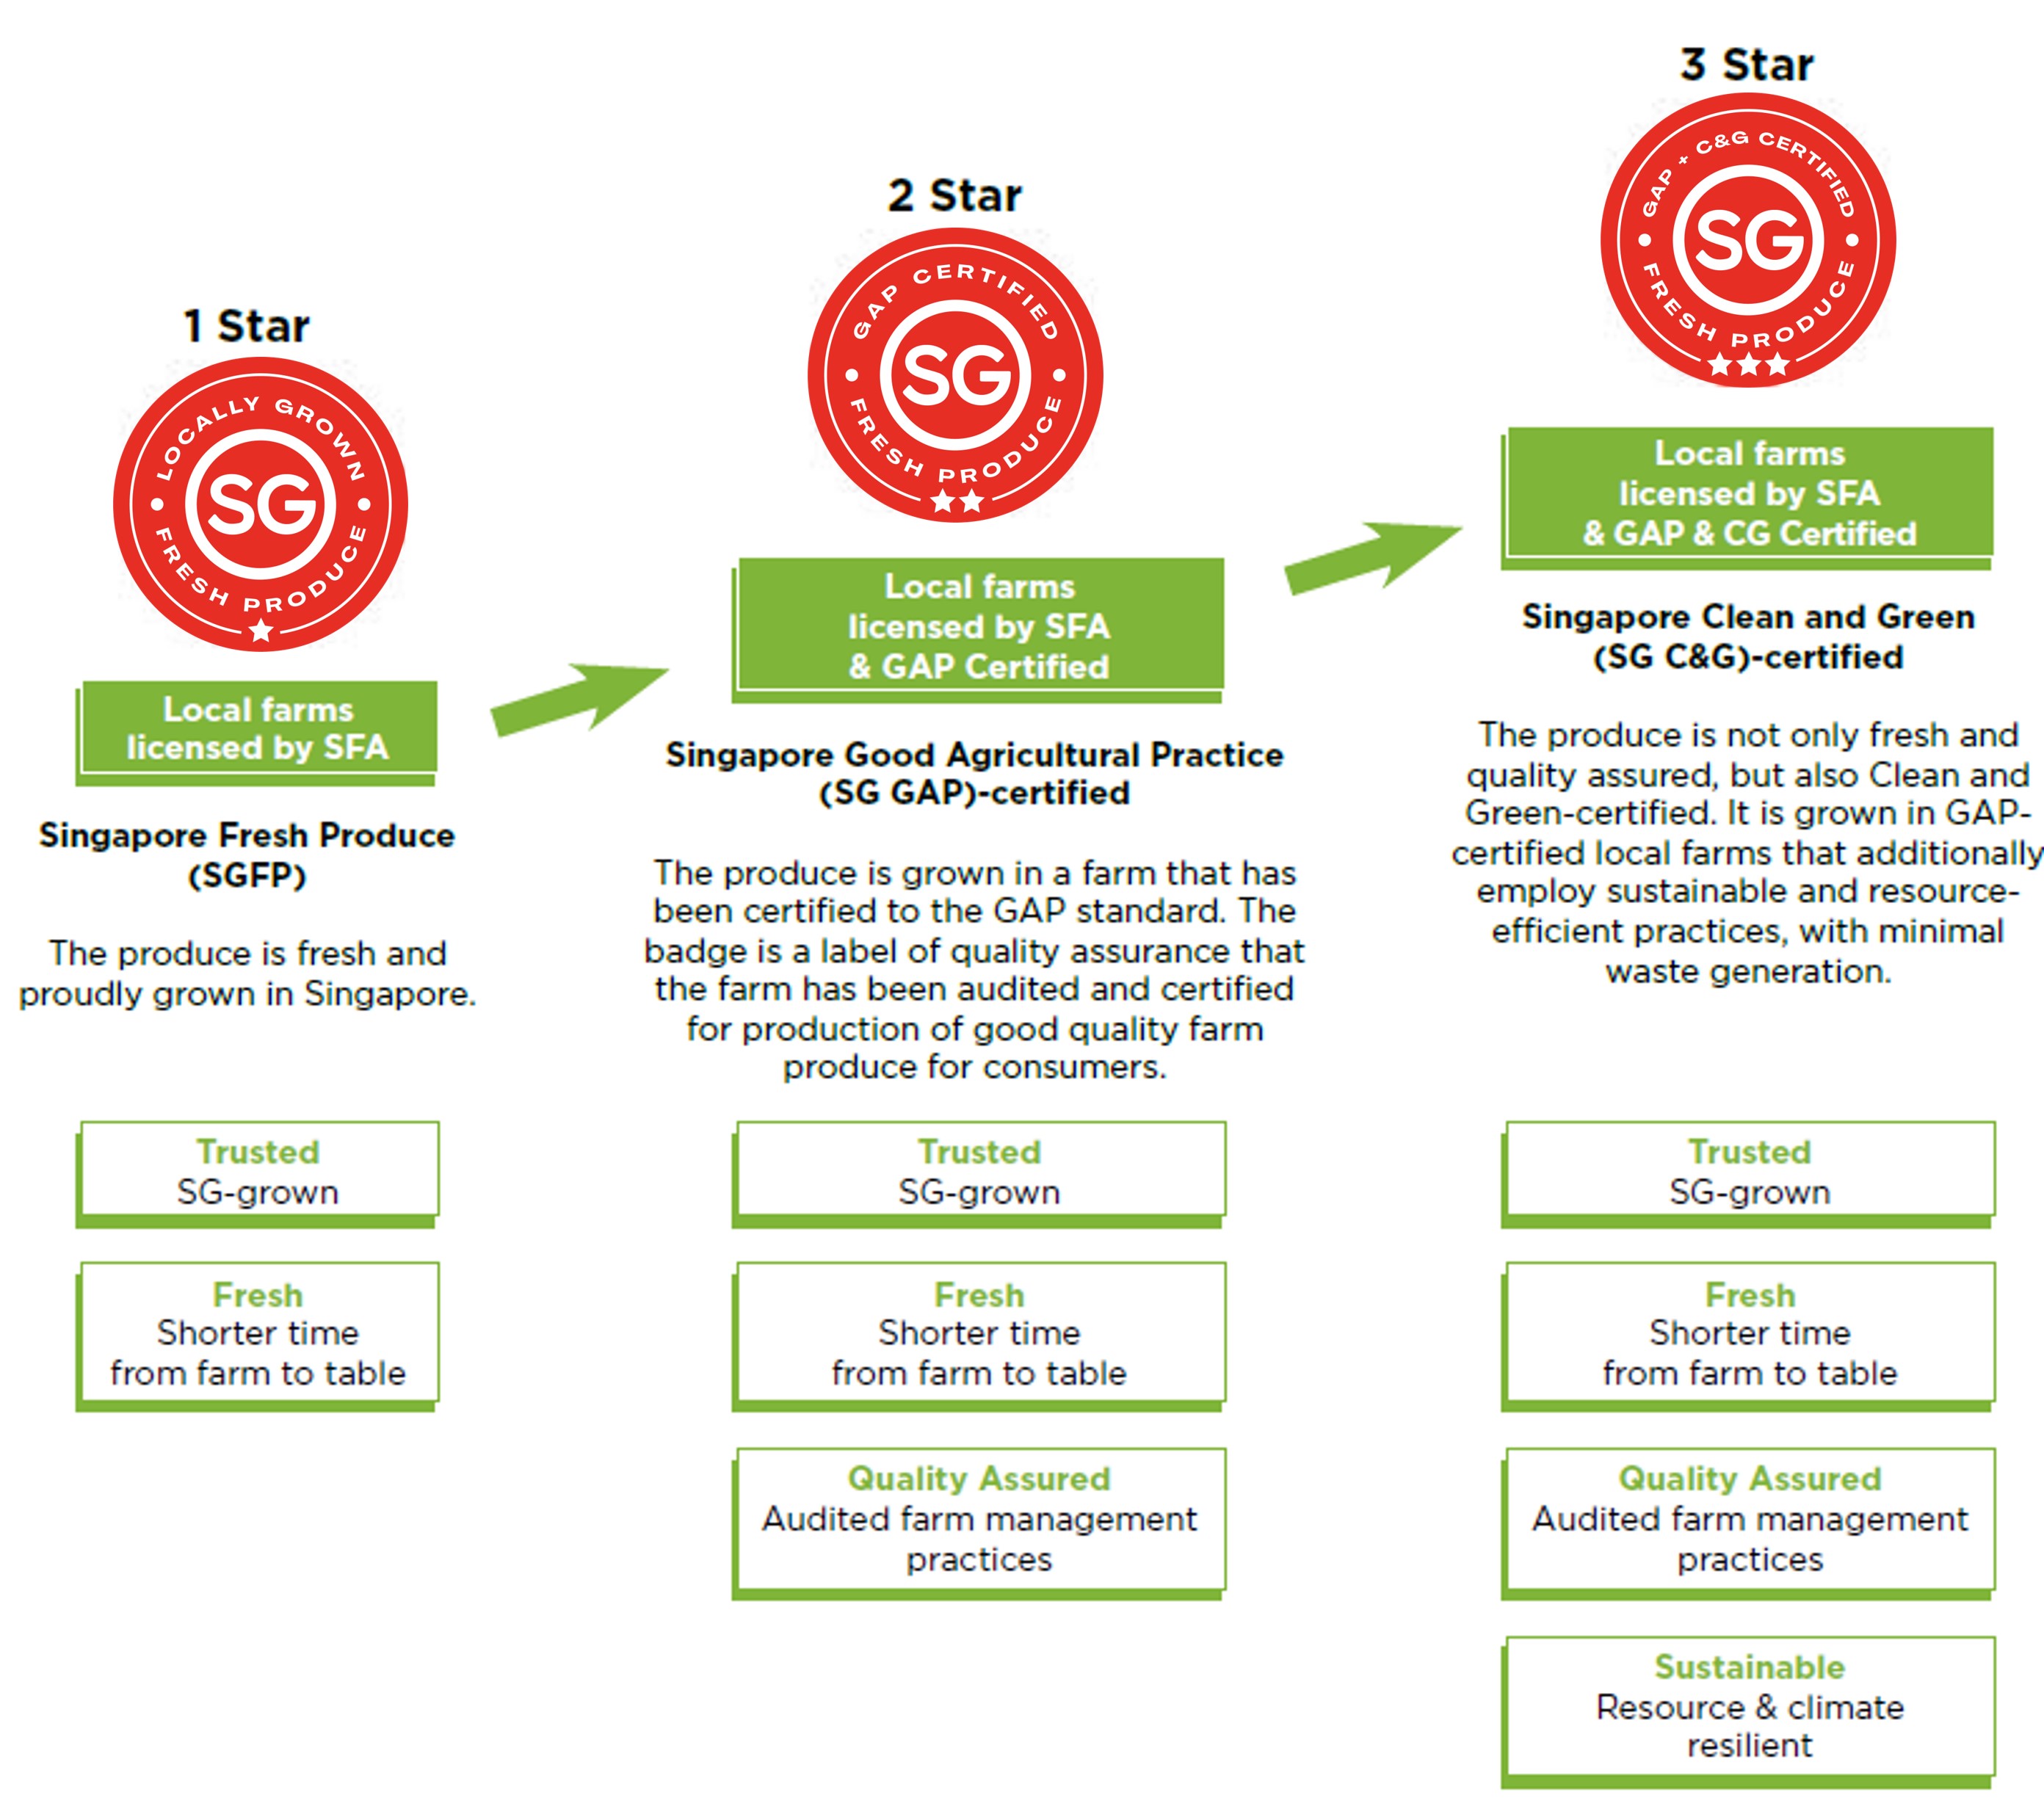 1 Star
LOCALLY GROWN
SG
FRESH PRODUCE
Local farms
licensed by SFA
Singapore Fresh Produce
(SGFP)
The produce is fresh and
proudly grown in Singapore.
Trusted
SG-grown
Fresh
Shorter time
from farm to table
2 Star
GAP CERTIFIED
SG
FRESH PRODUCE
Local farms
licensed by SFA
& GAP Certified
Singapore Good Agricultural Practice
(SG GAP)-certified
The produce is grown in a farm that has
been certified to the GAP standard. The
badge is a label of quality assurance that
the farm has been audited and certified
for production of good quality farm
produce for consumers.
Trusted
SG-grown
Fresh
Shorter time
from farm to table
Quality Assured
Audited farm management
practices
3 Star
GAP + C&G CERTIFIED
SG
FRESH PRODUCE
Local farms
licensed by SFA
& GAP & CG Certified
Singapore Clean and Green
(SG C&G)-certified
The produce is not only fresh and
quality assured, but also Clean and
Green-certified. It is grown in GAP-
certified local farms that additionally
employ sustainable and resource-
efficient practices, with minimal
waste generation.
Trusted
SG-grown
Fresh
Shorter time
from farm to table
Quality Assured
Audited farm management
practices
Sustainable
Resource & climate
resilient